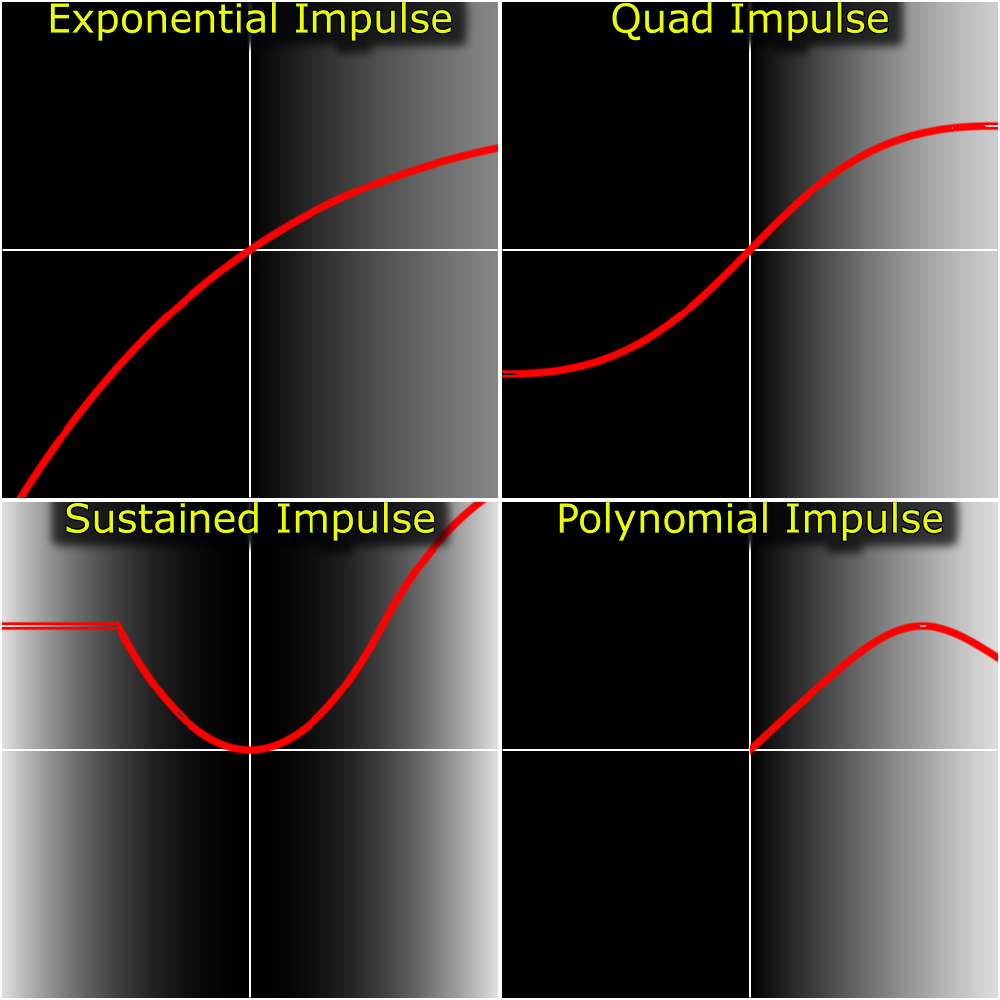 Exponential Impulse
Quad Impulse
Sustained Impulse
Polynomial Impulse